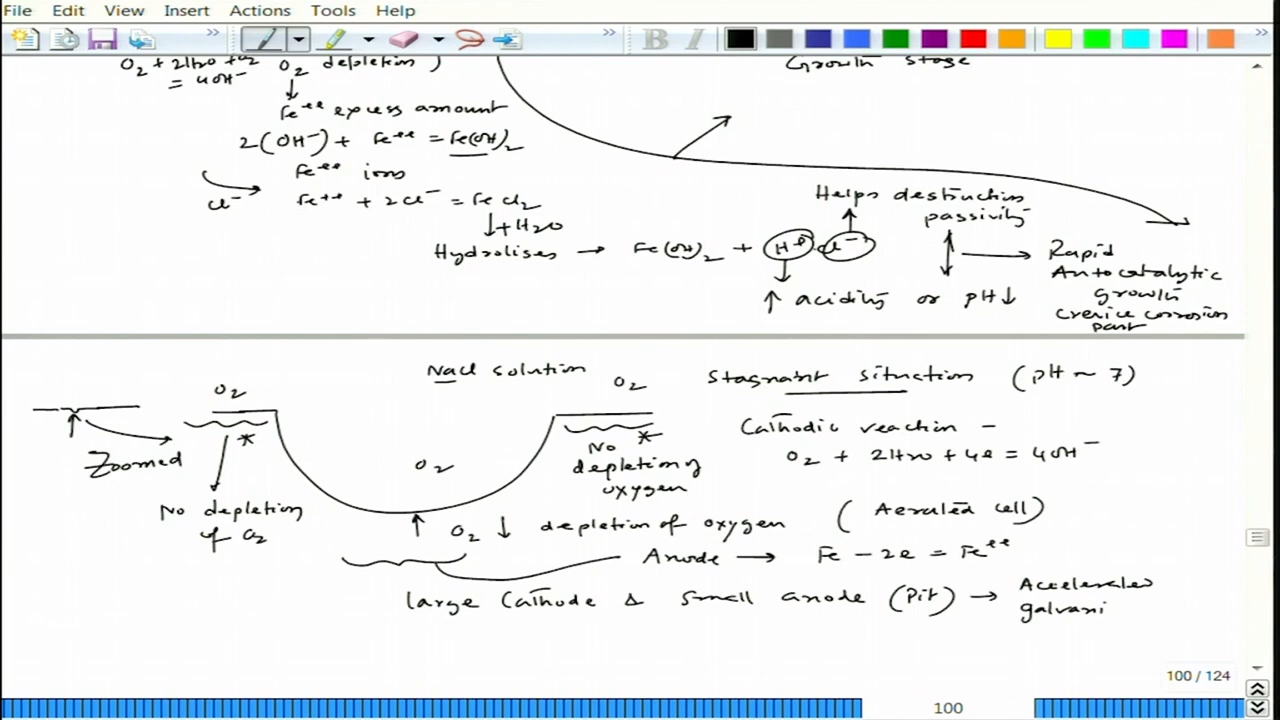 File Edit View Insert Actions Tools Help
B I
O2 + 2H2O + 4e
= 4OH⁻
O2 depletion )
Growth stage
Fe++ excess amount
2(OH⁻) + Fe++ = Fe(OH)2
Fe++ ions
Cl⁻
Fe++ + 2Cl⁻ = FeCl2
↓ + H2O
Hydrolises → Fe(OH)2 + H+ Cl⁻
Helps destruction
passivity
↑ acidity or pH↓
Rapid
Autocatalytic
growth
crevice corrosion
part
NaCl solution
Stagnant situation (pH ~ 7)
O2
O2
Zoomed
*
*
No
depletion of
oxygen
Cathodic reaction -
O2 + 2H2O + 4e = 4OH⁻
O2
No depletion
of O2
O2 ↓ depletion of oxygen (Aerated cell)
Anode → Fe - 2e = Fe++
large Cathode & small anode (Pit) → Accelerated
galvani
100 / 124
100